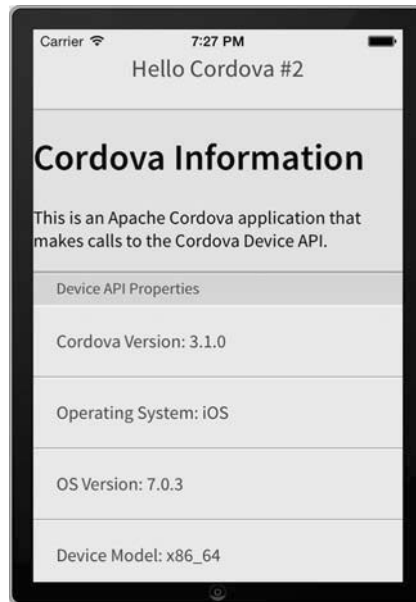 Carrier 7:27 PM
Hello Cordova #2
Cordova Information
This is an Apache Cordova application that
makes calls to the Cordova Device API.
Device API Properties
Cordova Version: 3.1.0
Operating System: iOS
OS Version: 7.0.3
Device Model: x86_64